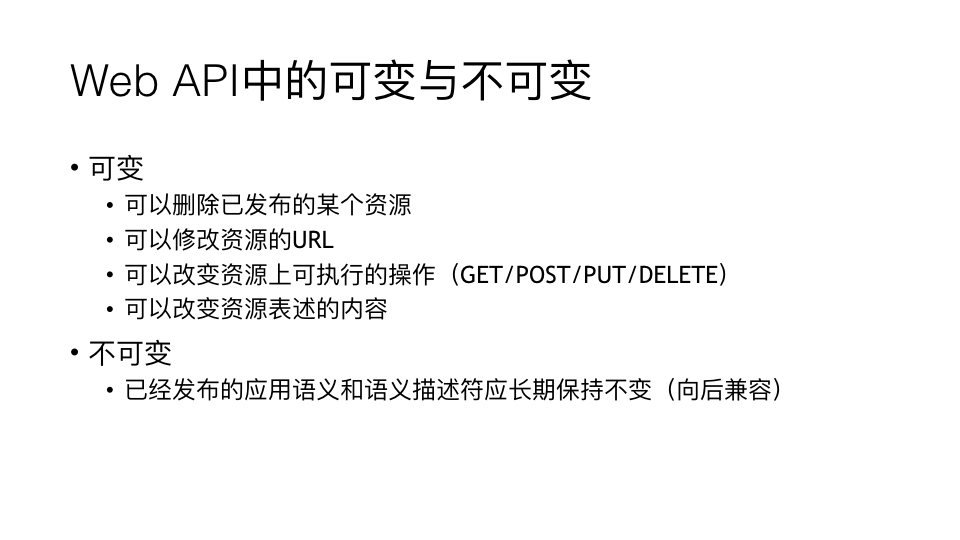 Web API中的可变与不可变
• 可变
• 可以删除已发布的某个资源
• 可以修改资源的URL
• 可以改变资源上可执行的操作（GET/POST/PUT/DELETE）
• 可以改变资源表述的内容
• 不可变
• 已经发布的应用语义和语义描述符应长期保持不变（向后兼容）